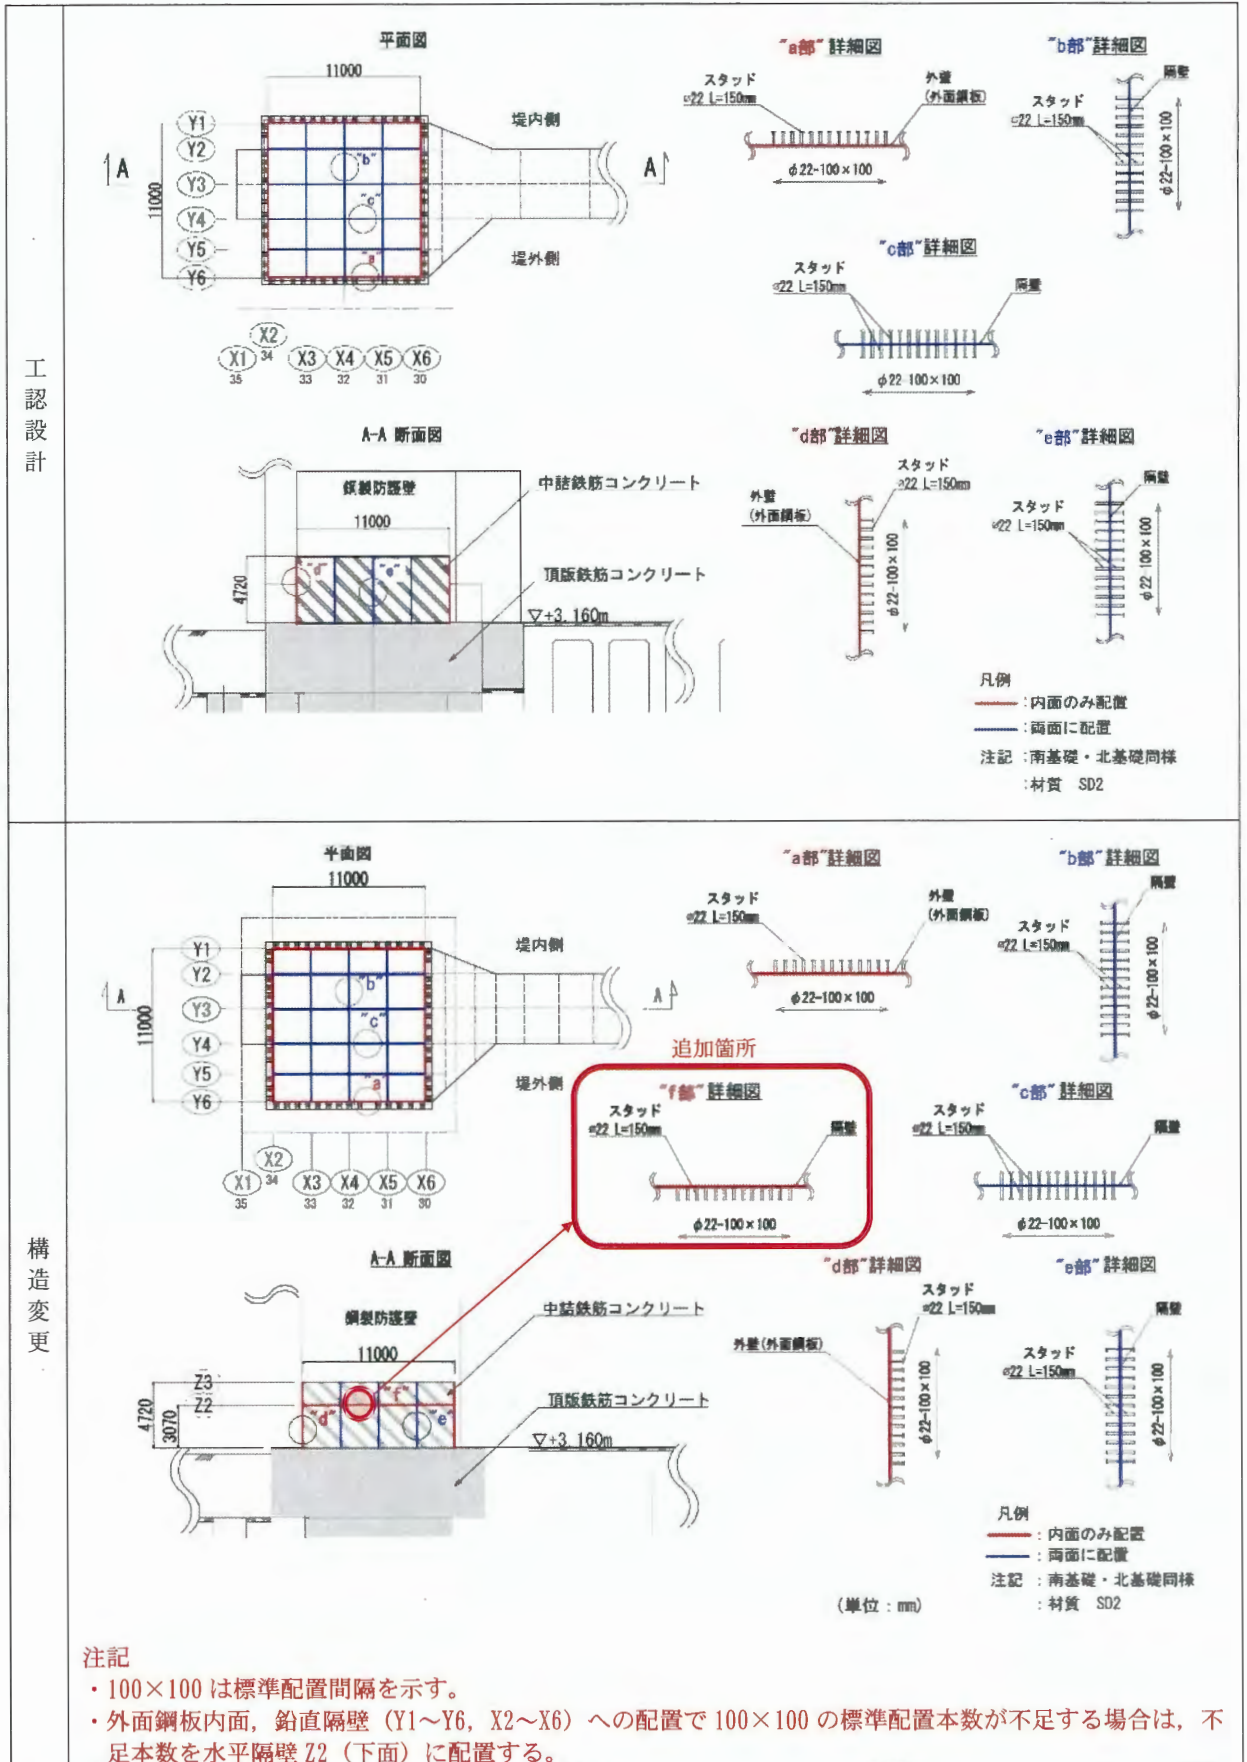 工認設計
平面図
11000
堤内側
Y1
Y2
Y3
Y4
Y5
Y6
A
A
11000
"b"
"c"
"a"
堤外側
X1
X2
X3
X4
X5
X6
35
34
33
32
31
30
"a部"詳細図
スタッド
φ22 L=150mm
外壁
(外面鋼板)
φ22-100×100
"b部"詳細図
隔壁
スタッド
φ22 L=150mm
φ22-100×100
"c部"詳細図
スタッド
φ22 L=150mm
隔壁
φ22-100×100
A-A 断面図
鋼製防護壁
11000
中詰鉄筋コンクリート
"d"
"e"
4720
頂版鉄筋コンクリート
▽+3.160m
"d部"詳細図
スタッド
φ22 L=150mm
外壁
(外面鋼板)
φ22-100×100
"e部"詳細図
隔壁
スタッド
φ22 L=150mm
φ22-100×100
凡例
:内面のみ配置
:両面に配置
注記 :南基礎・北基礎同様
:材質 SD2
構造変更
平面図
11000
堤内側
Y1
Y2
Y3
Y4
Y5
Y6
A
A
11000
"b"
"c"
"a"
堤外側
X1
X2
X3
X4
X5
X6
35
34
33
32
31
30
"a部"詳細図
スタッド
φ22 L=150mm
外壁
(外面鋼板)
φ22-100×100
"b部"詳細図
隔壁
スタッド
φ22 L=150mm
φ22-100×100
追加箇所
"f部"詳細図
スタッド
φ22 L=150mm
隔壁
φ22-100×100
"c部"詳細図
スタッド
φ22 L=150mm
隔壁
φ22-100×100
A-A 断面図
鋼製防護壁
11000
中詰鉄筋コンクリート
Z3
Z2
"f"
"d"
"e"
4720
3070
頂版鉄筋コンクリート
▽+3.160m
"d部"詳細図
スタッド
φ22 L=150mm
外壁(外面鋼板)
φ22-100×100
"e部"詳細図
隔壁
スタッド
φ22 L=150mm
φ22-100×100
凡例
:内面のみ配置
:両面に配置
注記 :南基礎・北基礎同様
:材質 SD2
(単位:mm)
注記
・100×100 は標準配置間隔を示す。
・外面鋼板内面，鉛直隔壁（Y1～Y6，X2～X6）への配置で 100×100 の標準配置本数が不足する場合は，不
足本数を水平隔壁 Z2（下面）に配置する。